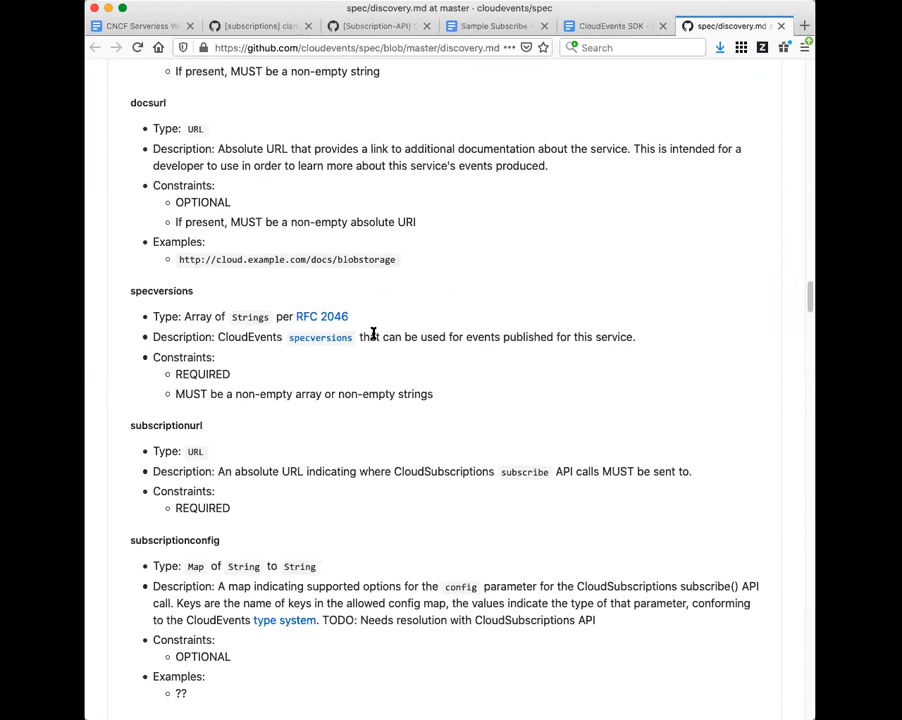 spec/discovery.md at master · cloudevents/spec
CNCF Serverless W
[subscriptions] clari
[Subscription-API]
Sample Subscribe
CloudEvents SDK -
spec/discovery.md
https://github.com/cloudevents/spec/blob/master/discovery.md
Search
If present, MUST be a non-empty string
docsurl
Type: URL
Description: Absolute URL that provides a link to additional documentation about the service. This is intended for a
developer to use in order to learn more about this service's events produced.
Constraints:
OPTIONAL
If present, MUST be a non-empty absolute URI
Examples:
http://cloud.example.com/docs/blobstorage
specversions
Type: Array of Strings per RFC 2046
Description: CloudEvents specversions that can be used for events published for this service.
Constraints:
REQUIRED
MUST be a non-empty array or non-empty strings
subscriptionurl
Type: URL
Description: An absolute URL indicating where CloudSubscriptions subscribe API calls MUST be sent to.
Constraints:
REQUIRED
subscriptionconfig
Type: Map of String to String
Description: A map indicating supported options for the config parameter for the CloudSubscriptions subscribe() API
call. Keys are the name of keys in the allowed config map, the values indicate the type of that parameter, conforming
to the CloudEvents type system. TODO: Needs resolution with CloudSubscriptions API
Constraints:
OPTIONAL
Examples:
??